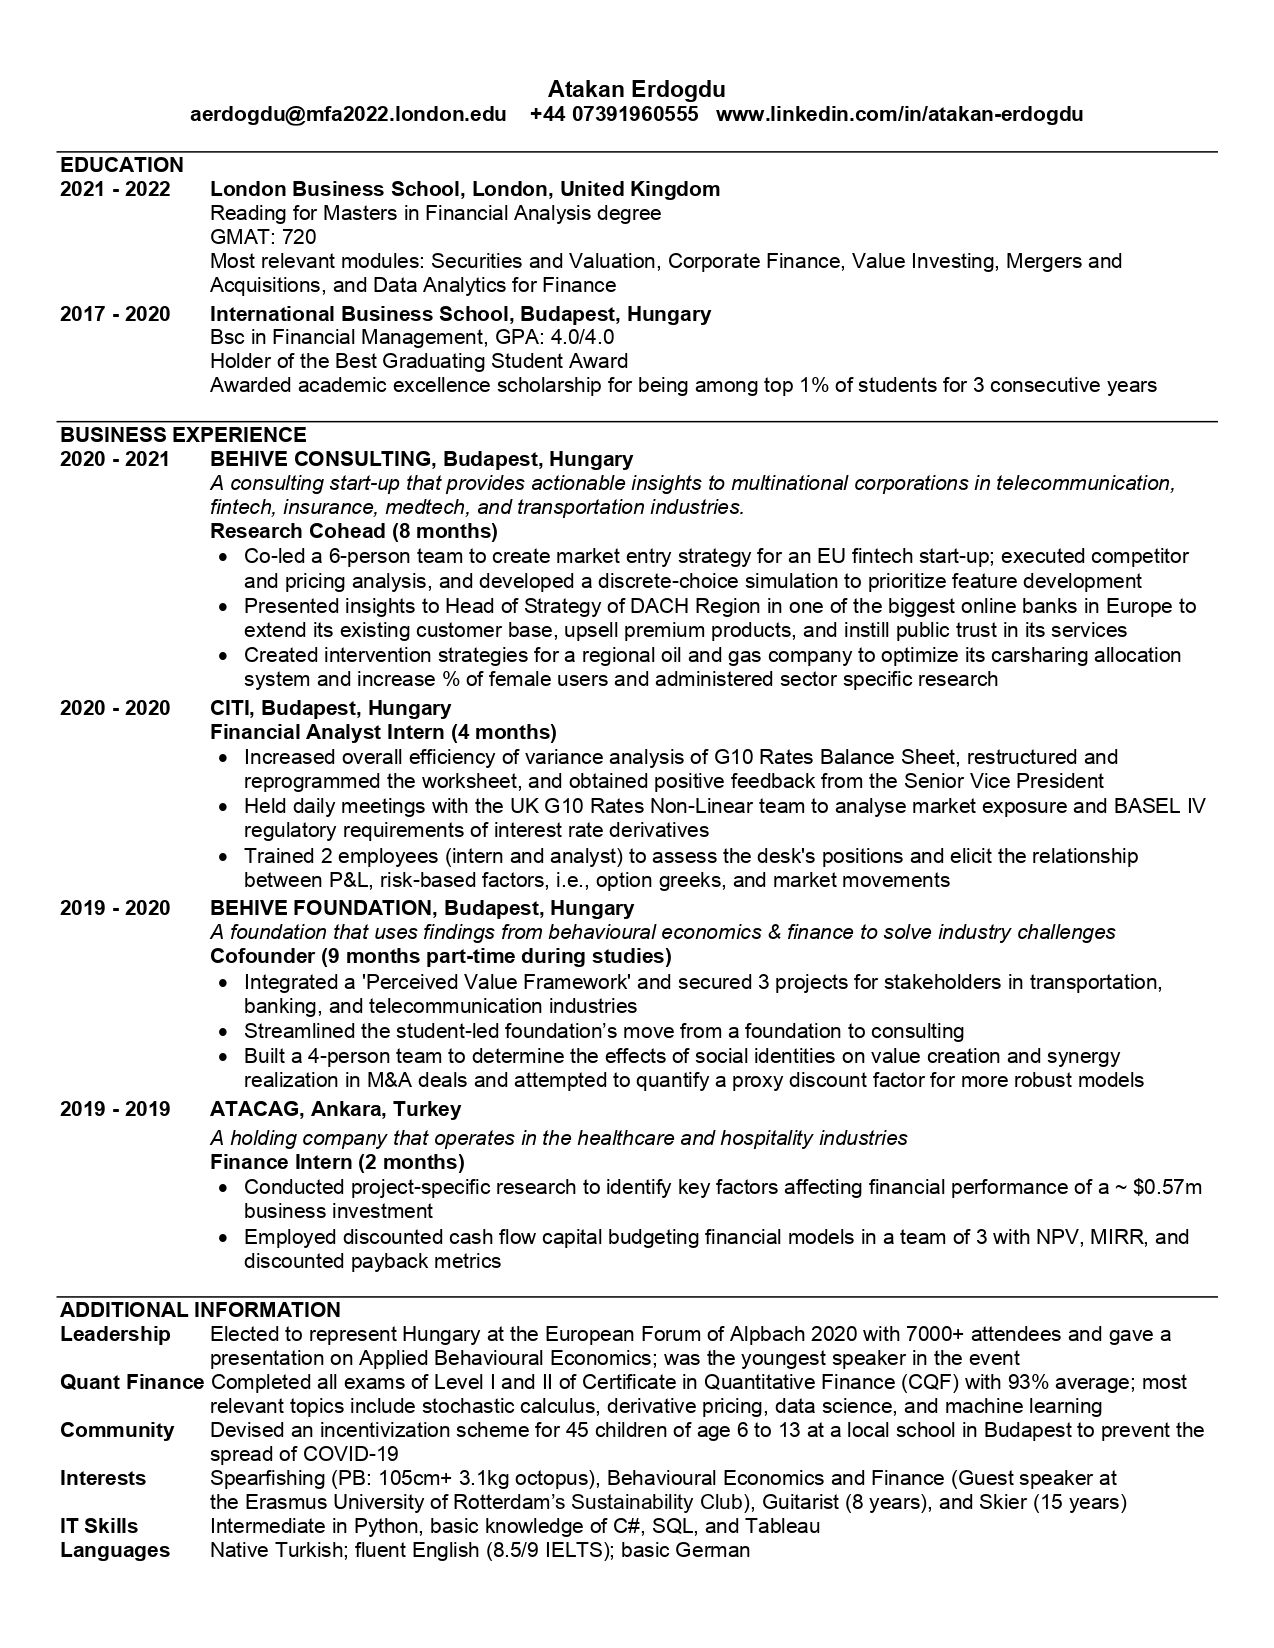 Atakan Erdogdu
aerdogdu@mfa2022.london.edu +44 07391960555 www.linkedin.com/in/atakan-erdogdu
EDUCATION
2021 - 2022 London Business School, London, United Kingdom
Reading for Masters in Financial Analysis degree
GMAT: 720
Most relevant modules: Securities and Valuation, Corporate Finance, Value Investing, Mergers and
Acquisitions, and Data Analytics for Finance
2017 - 2020 International Business School, Budapest, Hungary
Bsc in Financial Management, GPA: 4.0/4.0
Holder of the Best Graduating Student Award
Awarded academic excellence scholarship for being among top 1% of students for 3 consecutive years
BUSINESS EXPERIENCE
2020 - 2021 BEHIVE CONSULTING, Budapest, Hungary
A consulting start-up that provides actionable insights to multinational corporations in telecommunication,
fintech, insurance, medtech, and transportation industries.
Research Cohead (8 months)
• Co-led a 6-person team to create market entry strategy for an EU fintech start-up; executed competitor
and pricing analysis, and developed a discrete-choice simulation to prioritize feature development
• Presented insights to Head of Strategy of DACH Region in one of the biggest online banks in Europe to
extend its existing customer base, upsell premium products, and instill public trust in its services
• Created intervention strategies for a regional oil and gas company to optimize its carsharing allocation
system and increase % of female users and administered sector specific research
2020 - 2020 CITI, Budapest, Hungary
Financial Analyst Intern (4 months)
• Increased overall efficiency of variance analysis of G10 Rates Balance Sheet, restructured and
reprogrammed the worksheet, and obtained positive feedback from the Senior Vice President
• Held daily meetings with the UK G10 Rates Non-Linear team to analyse market exposure and BASEL IV
regulatory requirements of interest rate derivatives
• Trained 2 employees (intern and analyst) to assess the desk's positions and elicit the relationship
between P&L, risk-based factors, i.e., option greeks, and market movements
2019 - 2020 BEHIVE FOUNDATION, Budapest, Hungary
A foundation that uses findings from behavioural economics & finance to solve industry challenges
Cofounder (9 months part-time during studies)
• Integrated a 'Perceived Value Framework' and secured 3 projects for stakeholders in transportation,
banking, and telecommunication industries
• Streamlined the student-led foundation’s move from a foundation to consulting
• Built a 4-person team to determine the effects of social identities on value creation and synergy
realization in M&A deals and attempted to quantify a proxy discount factor for more robust models
2019 - 2019 ATACAG, Ankara, Turkey
A holding company that operates in the healthcare and hospitality industries
Finance Intern (2 months)
• Conducted project-specific research to identify key factors affecting financial performance of a ~ $0.57m
business investment
• Employed discounted cash flow capital budgeting financial models in a team of 3 with NPV, MIRR, and
discounted payback metrics
ADDITIONAL INFORMATION
Leadership Elected to represent Hungary at the European Forum of Alpbach 2020 with 7000+ attendees and gave a
presentation on Applied Behavioural Economics; was the youngest speaker in the event
Quant Finance Completed all exams of Level I and II of Certificate in Quantitative Finance (CQF) with 93% average; most
relevant topics include stochastic calculus, derivative pricing, data science, and machine learning
Community Devised an incentivization scheme for 45 children of age 6 to 13 at a local school in Budapest to prevent the
spread of COVID-19
Interests Spearfishing (PB: 105cm+ 3.1kg octopus), Behavioural Economics and Finance (Guest speaker at
the Erasmus University of Rotterdam’s Sustainability Club), Guitarist (8 years), and Skier (15 years)
IT Skills Intermediate in Python, basic knowledge of C#, SQL, and Tableau
Languages Native Turkish; fluent English (8.5/9 IELTS); basic German